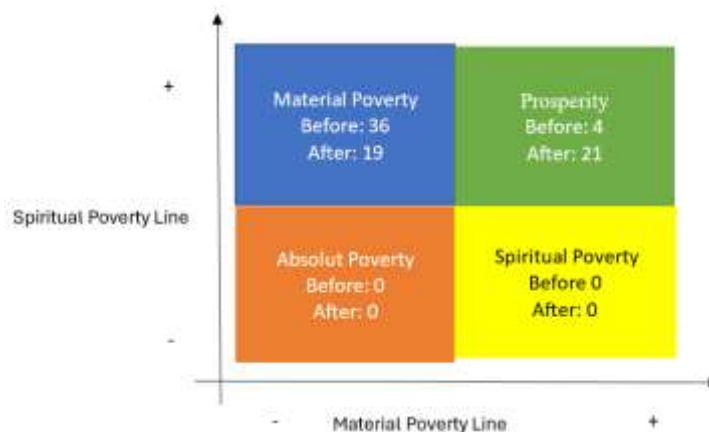 +
Material Poverty
Before: 36
After: 19
Prosperity
Before: 4
After: 21
Spiritual Poverty Line
Absolut Poverty
Before: 0
After: 0
Spiritual Poverty
Before 0
After: 0
-
- Material Poverty Line +